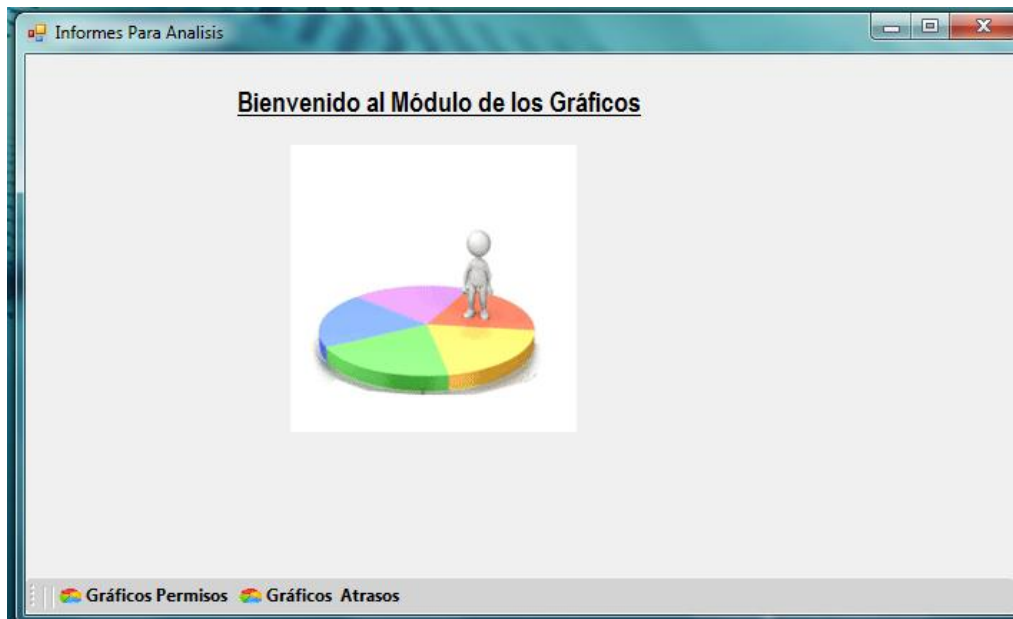 Informes Para Analisis
Bienvenido al Módulo de los Gráficos
Gráficos Permisos Gráficos Atrasos